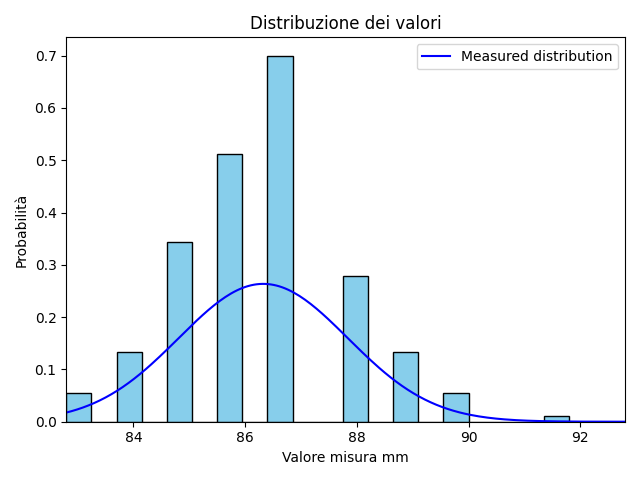 Distribuzione dei valori
Measured distribution
0.7
0.6
0.5
0.4
0.3
0.2
0.1
0.0
Probabilità
84 86 88 90 92
Valore misura mm